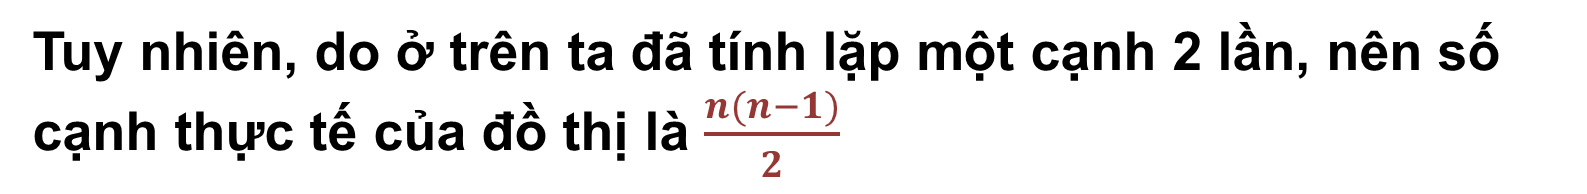 Tuy nhiên, do ở trên ta đã tính lặp một cạnh 2 lần, nên số
cạnh thực tế của đồ thị là $\frac{n(n-1)}{2}$